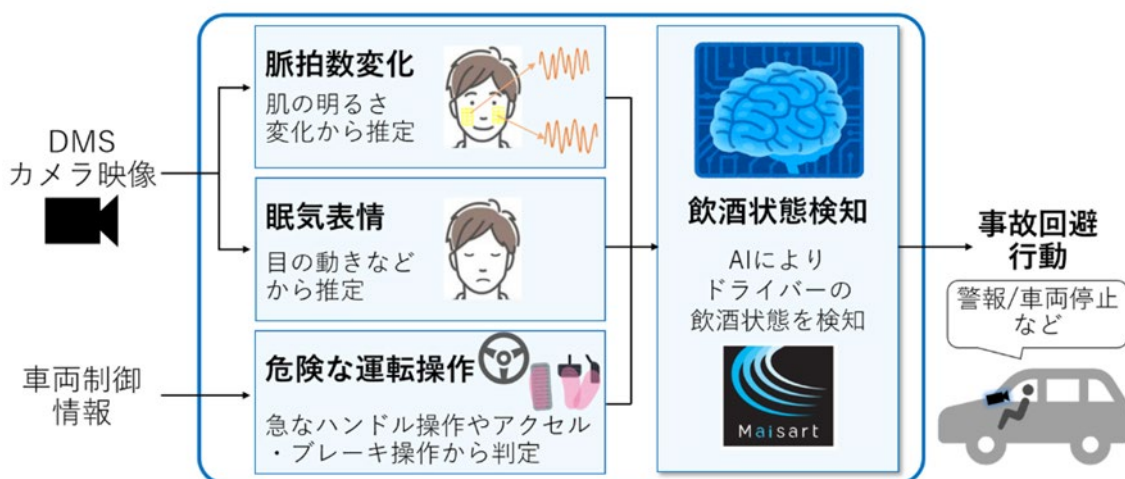 DMS
カメラ映像
車両制御
情報
脈拍数変化
肌の明るさ
変化から推定
眠気表情
目の動きなど
から推定
危険な運転操作
急なハンドル操作やアクセル
・ブレーキ操作から判定
飲酒状態検知
AIにより
ドライバーの
飲酒状態を検知
Maisart
事故回避
行動
警報/車両停止
など